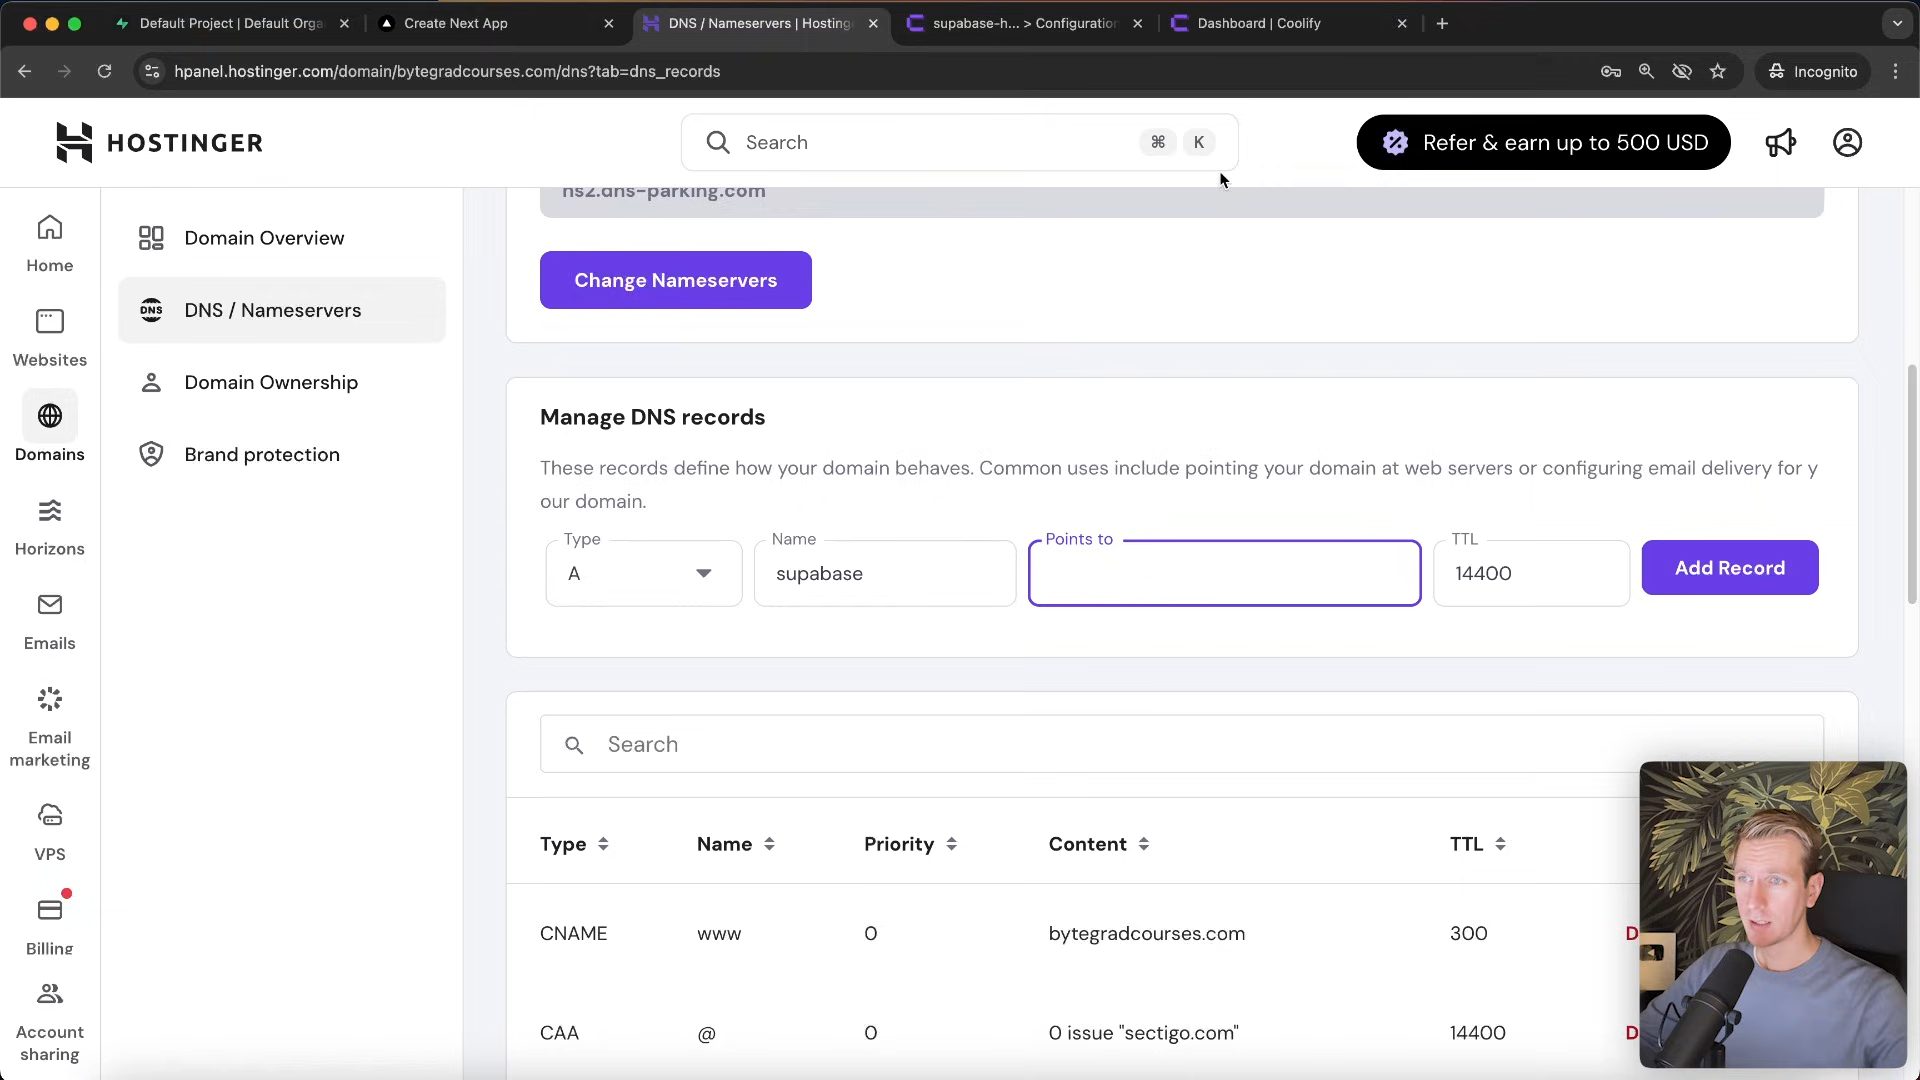 Default Project | Default Orga
Create Next App
DNS / Nameservers | Hosting
supabase-h... > Configuration
Dashboard | Coolify
hpanel.hostinger.com/domain/bytegradcourses.com/dns?tab=dns_records
Incognito
HOSTINGER
Search
⌘ K
Refer & earn up to 500 USD
Home
Websites
Domains
Horizons
Emails
Email
marketing
VPS
Billing
Account
sharing
Domain Overview
DNS
DNS / Nameservers
Domain Ownership
Brand protection
ns2.dns-parking.com
Change Nameservers
Manage DNS records
These records define how your domain behaves. Common uses include pointing your domain at web servers or configuring email delivery for y
our domain.
Type
A
Name
supabase
Points to
TTL
14400
Add Record
Search
Type
Name
Priority
Content
TTL
CNAME
www
0
bytegradcourses.com
300
D
CAA
@
0
0 issue "sectigo.com"
14400
D